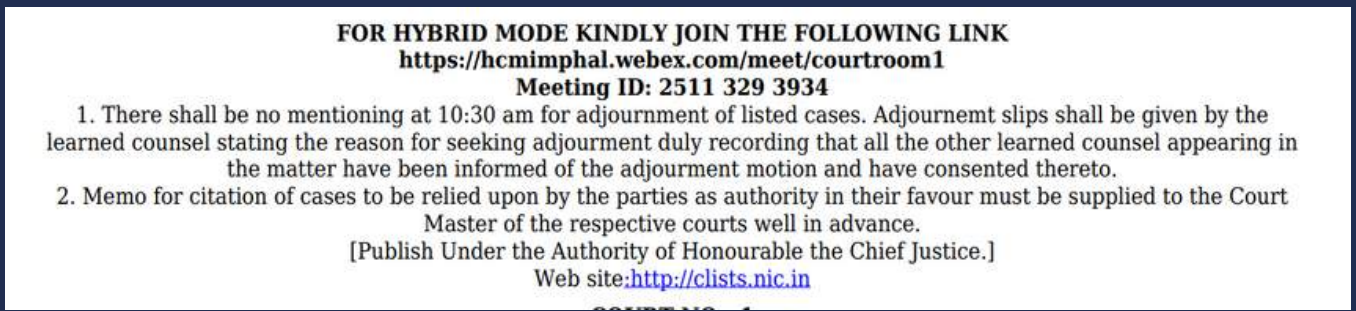 FOR HYBRID MODE KINDLY JOIN THE FOLLOWING LINK
https://hcmimphal.webex.com/meet/courtroom1
Meeting ID: 2511 329 3934
1. There shall be no mentioning at 10:30 am for adjournment of listed cases. Adjournemt slips shall be given by the
learned counsel stating the reason for seeking adjourment duly recording that all the other learned counsel appearing in
the matter have been informed of the adjourment motion and have consented thereto.
2. Memo for citation of cases to be relied upon by the parties as authority in their favour must be supplied to the Court
Master of the respective courts well in advance.
[Publish Under the Authority of Honourable the Chief Justice.]
Web site:http://clists.nic.in